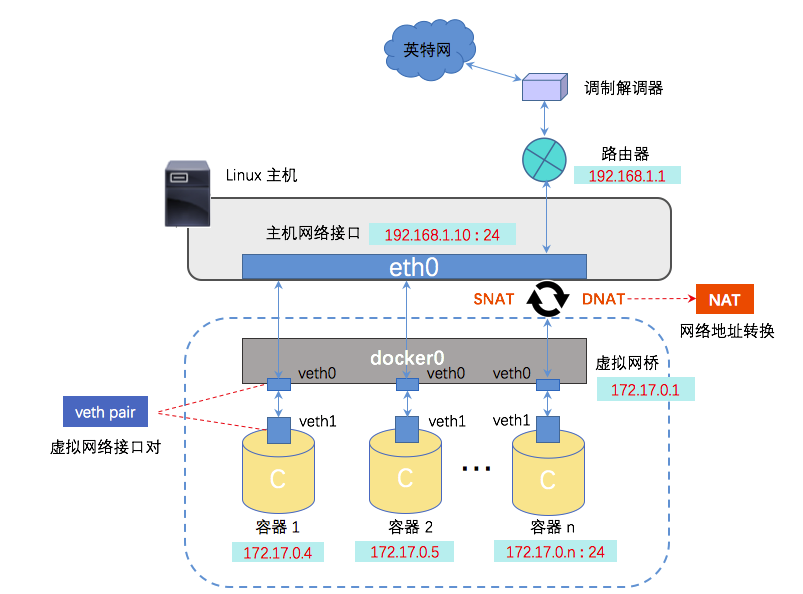 英特网
调制解调器
路由器
192.168.1.1
Linux 主机
主机网络接口
192.168.1.10 : 24
eth0
SNAT
DNAT
NAT
网络地址转换
docker0
虚拟网桥
172.17.0.1
veth0
veth0
veth0
veth pair
虚拟网络接口对
veth1
veth1
veth1
C
C
...
C
容器 1
容器 2
容器 n
172.17.0.4
172.17.0.5
172.17.0.n : 24